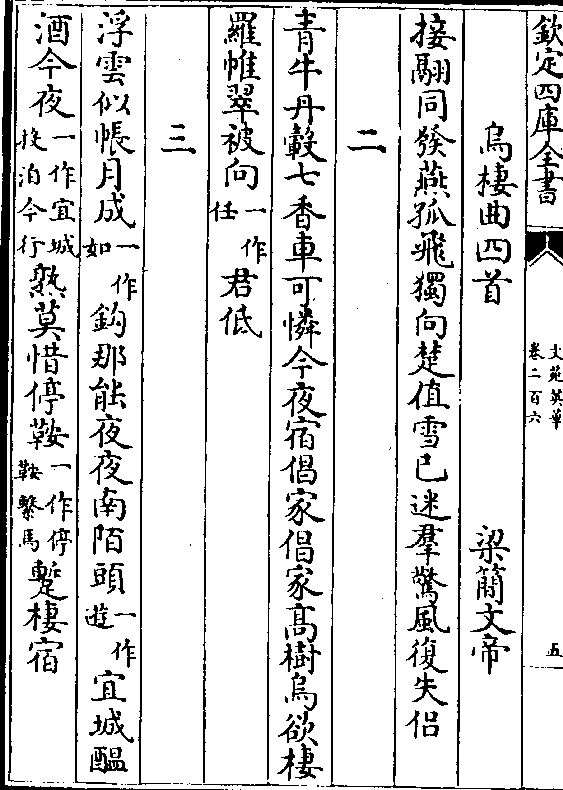 欽定四庫全書
文苑英華
卷二百六
五
烏棲曲四首 梁簡文帝
接翮同發燕孤飛獨向楚值雪已迷羣驚風復失侣
二
青牛丹轂七香車可憐今夜宿倡家倡家髙樹烏欲棲
羅帷翠被向一作任君低
三
浮雲似帳月成一作如鈎那能夜夜南陌頭一作遊宜城醖
酒今夜一作宜城投泊今行熟莫惜停鞍一作停鞍繫馬蹔棲宿